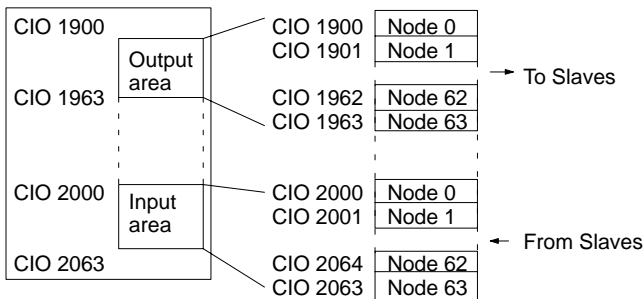 CIO 1900
Output
area
CIO 1963
CIO 2000
Input
area
CIO 2063
CIO 1900 Node 0
CIO 1901 Node 1
To Slaves
CIO 1962 Node 62
CIO 1963 Node 63
CIO 2000 Node 0
CIO 2001 Node 1
From Slaves
CIO 2064 Node 62
CIO 2063 Node 63